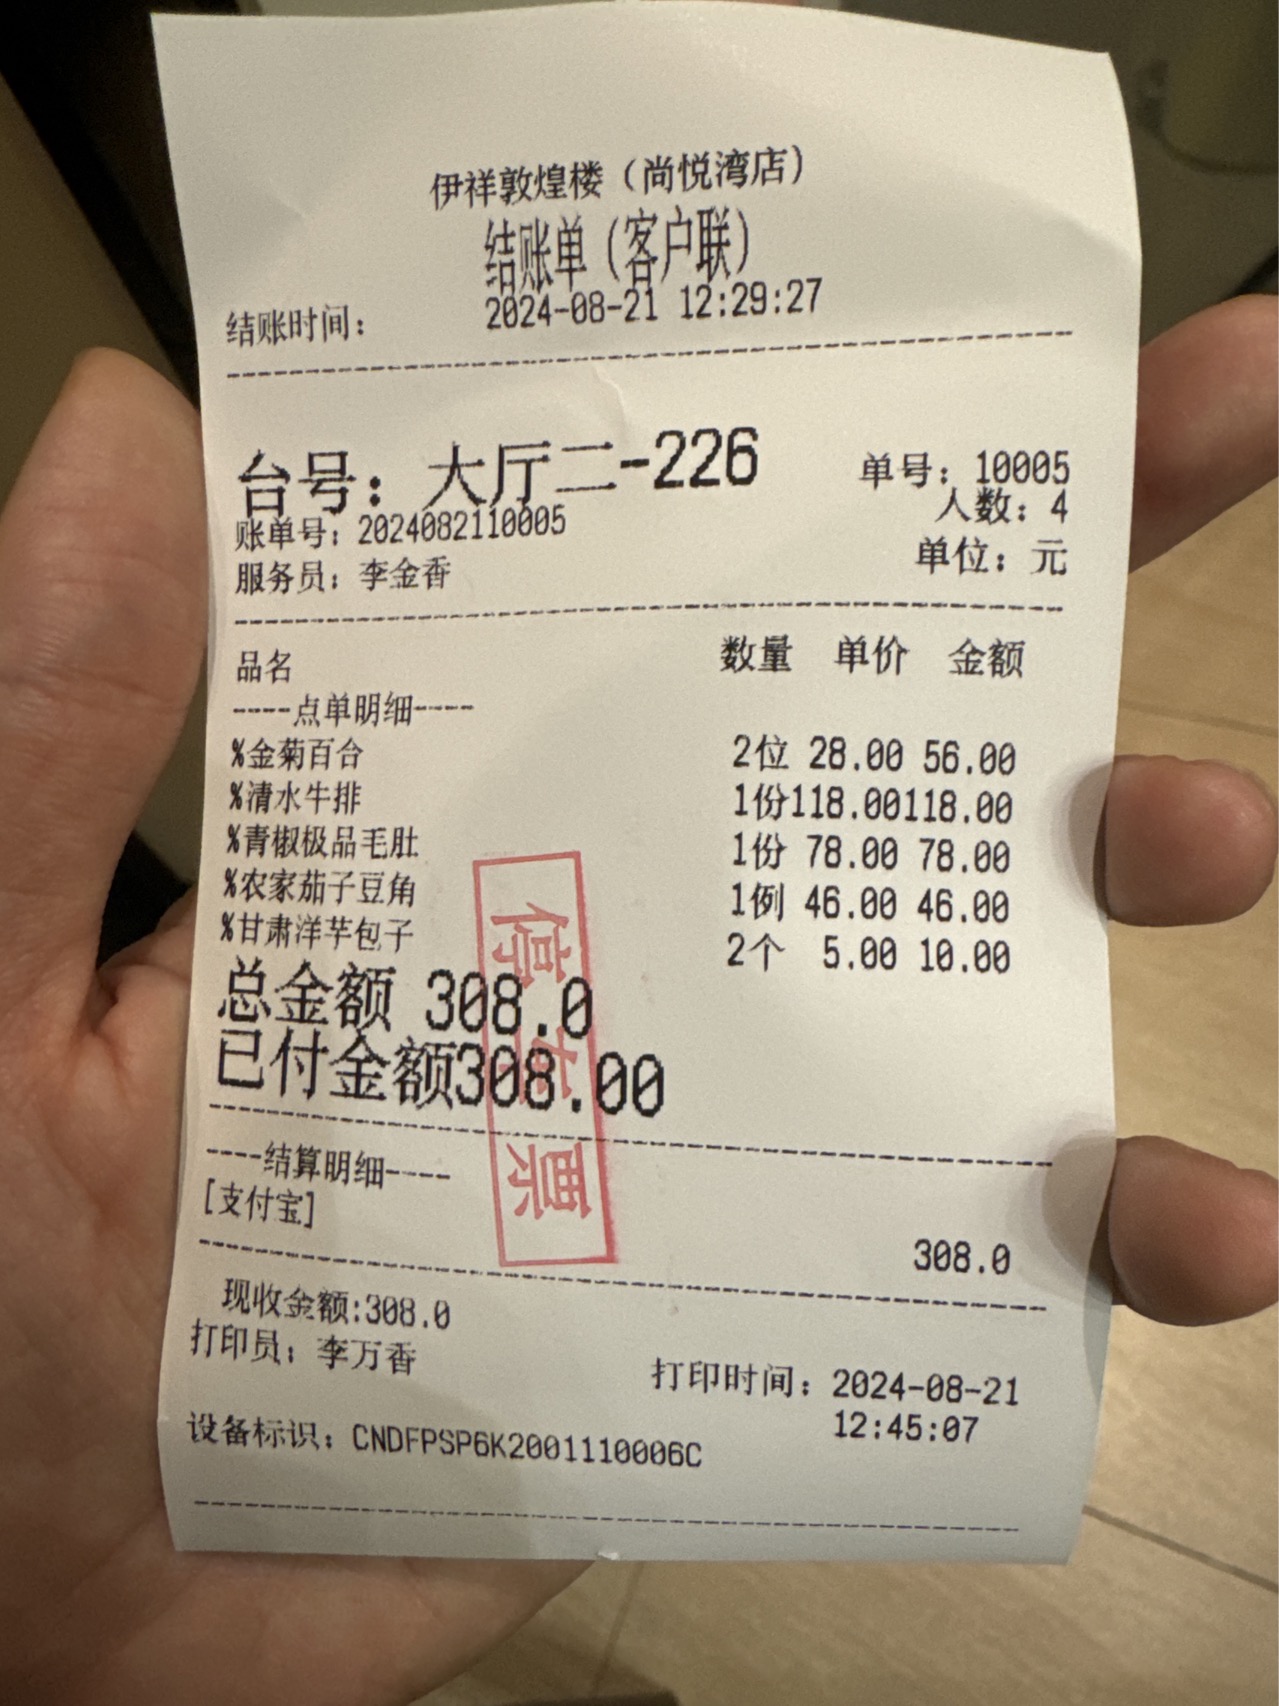 伊祥敦煌楼（尚悦湾店）
结账单（客户联）
结账时间： 2024-08-21 12:29:27
台号：大厅二-226 单号：10005
人数：4
账单号：2024082110005
服务员：李金香 单位：元
品名 数量 单价 金额
----点单明细----
%金菊百合 2位 28.00 56.00
%清水牛排 1份118.00118.00
%青椒极品毛肚 1份 78.00 78.00
%农家茄子豆角 1例 46.00 46.00
%甘肃洋芋包子 2个 5.00 10.00
总金额 308.0
已付金额308.00
----结算明细----
[支付宝] 308.0
现收金额:308.0
打印员：李万香 打印时间：2024-08-21
12:45:07
设备标识：CNDFPSP6K2001110006C
停车票